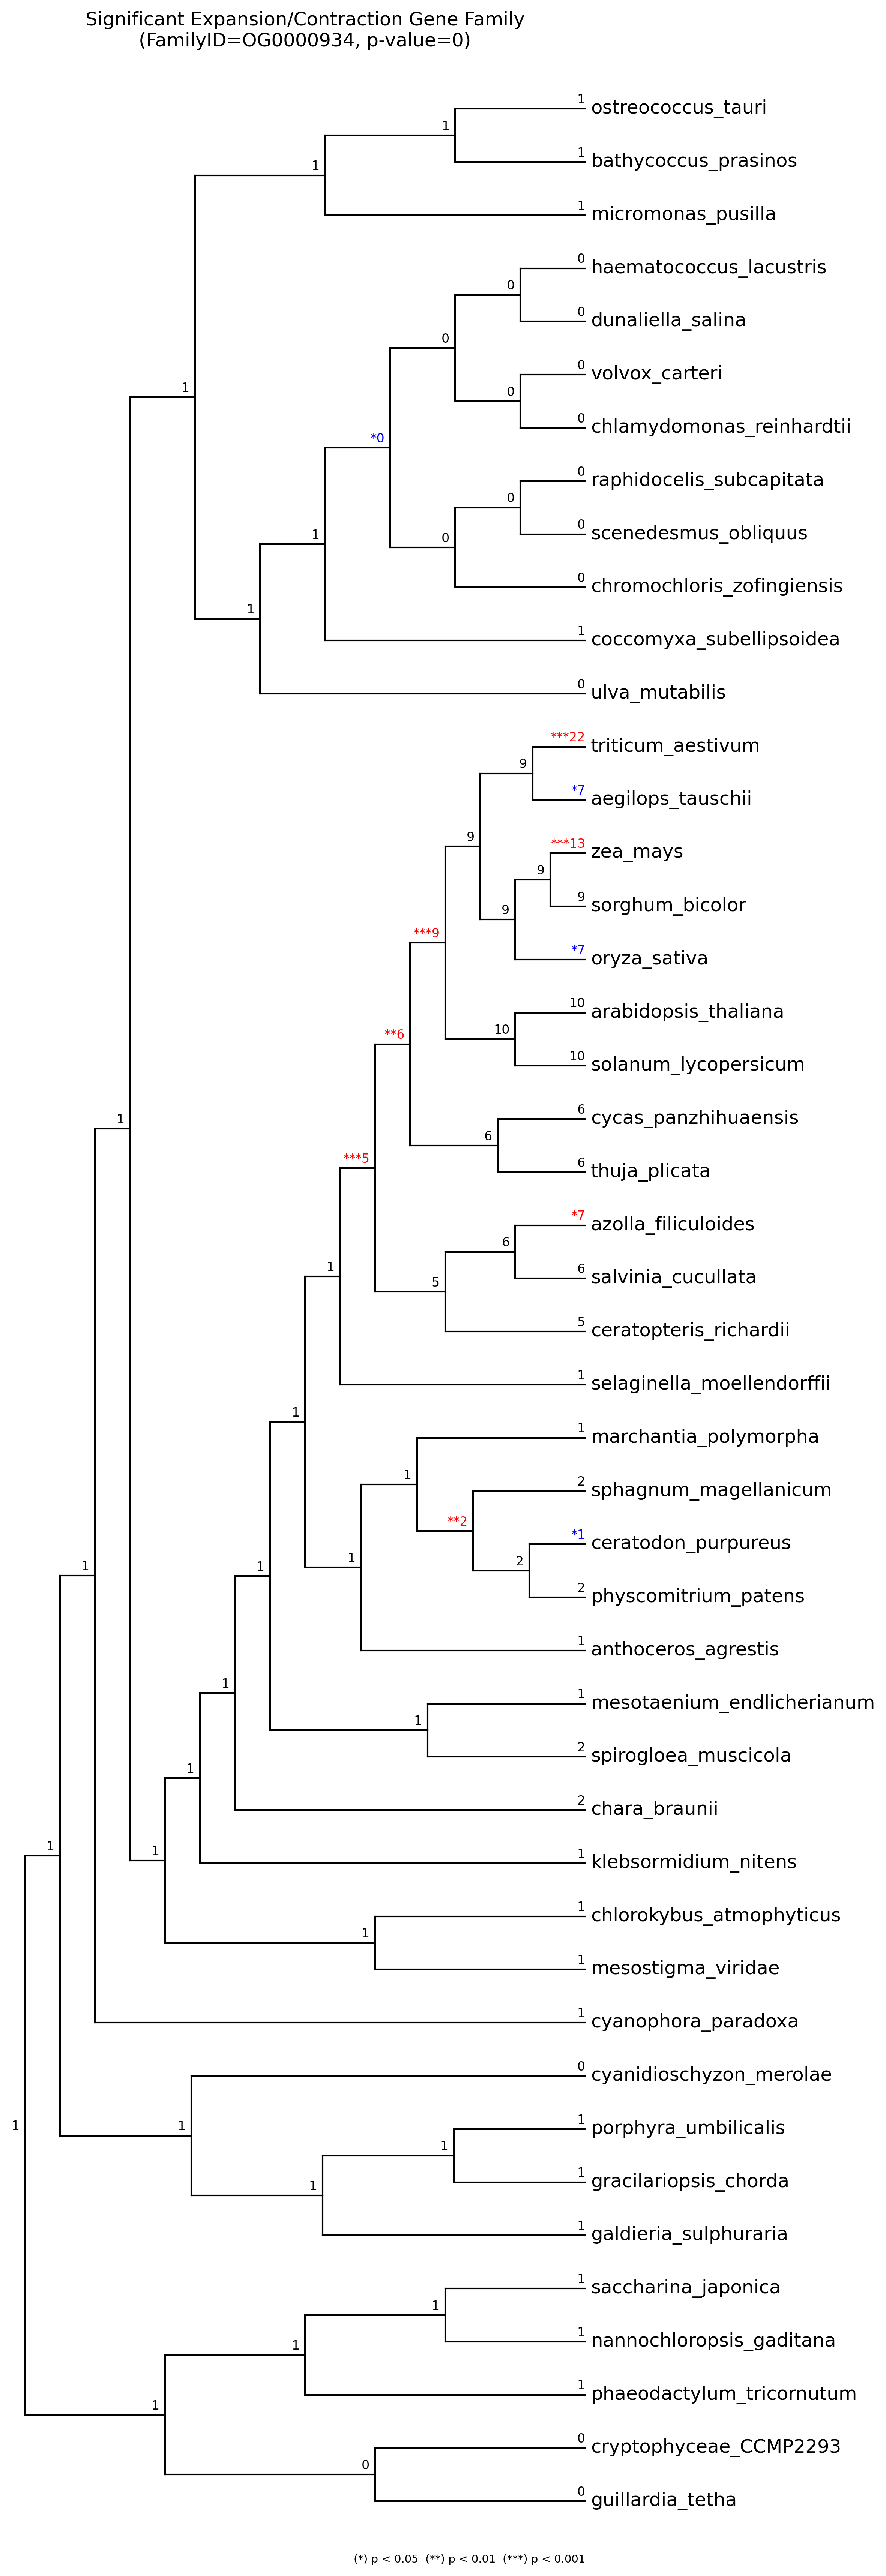 Significant Expansion/Contraction Gene Family
(FamilyID=OG0000934, p-value=0)
1 ostreococcus_tauri
1
1 bathycoccus_prasinos
1
1 micromonas_pusilla
0 haematococcus_lacustris
0
0 dunaliella_salina
0
0 volvox_carteri
1
0
0 chlamydomonas_reinhardtii
*0
0 raphidocelis_subcapitata
0
0 scenedesmus_obliquus
1
0
0 chromochloris_zofingiensis
1
1 coccomyxa_subellipsoidea
0 ulva_mutabilis
***22 triticum_aestivum
9
*7 aegilops_tauschii
9
***13 zea_mays
9
9 sorghum_bicolor
9
***9
*7 oryza_sativa
10 arabidopsis_thaliana
10
**6
10 solanum_lycopersicum
6 cycas_panzhihuaensis
1
6
***5
6 thuja_plicata
*7 azolla_filiculoides
6
1
6 salvinia_cucullata
5
5 ceratopteris_richardii
1 selaginella_moellendorffii
1
1 marchantia_polymorpha
1
2 sphagnum_magellanicum
**2
*1 ceratodon_purpureus
2
1
1
1
2 physcomitrium_patens
1 anthoceros_agrestis
1
1 mesotaenium_endlicherianum
1
2 spirogloea_muscicola
1
2 chara_braunii
1
1
1 klebsormidium_nitens
1 chlorokybus_atmophyticus
1
1 mesostigma_viridae
1 cyanophora_paradoxa
0 cyanidioschyzon_merolae
1
1
1 porphyra_umbilicalis
1
1 gracilariopsis_chorda
1
1 galdieria_sulphuraria
1 saccharina_japonica
1
1 nannochloropsis_gaditana
1
1 phaeodactylum_tricornutum
1
0 cryptophyceae_CCMP2293
0
0 guillardia_tetha
(*) p < 0.05 (**) p < 0.01 (***) p < 0.001